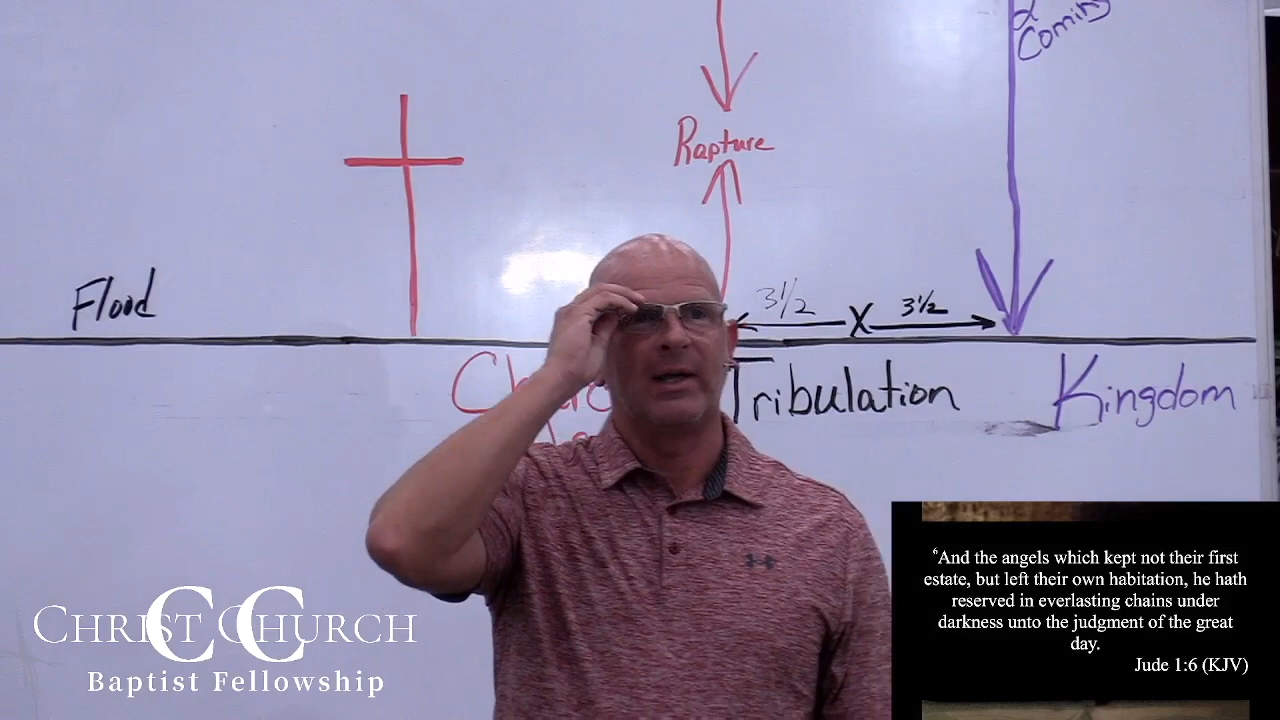 2
Coming
Rapture
Flood
3½ X 3½
Tribulation
Kingdom
CC
CHRIST CHURCH
Baptist Fellowship
⁶And the angels which kept not their first
estate, but left their own habitation, he hath
reserved in everlasting chains under
darkness unto the judgment of the great
day.
Jude 1:6 (KJV)